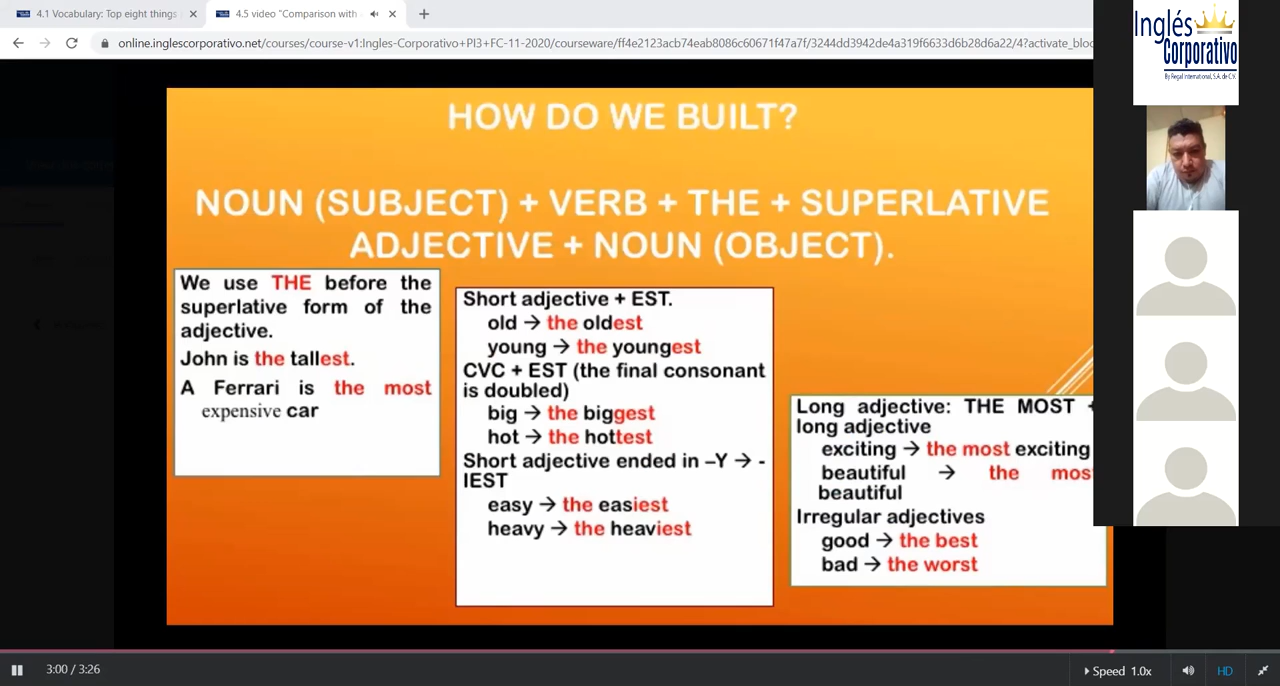 4.1 Vocabulary: Top eight things
4.5 video "Comparison with
online.inglescorporativo.net/courses/course-v1:Ingles-Corporativo+PI3+FC-11-2020/courseware/ff4e2123acb74eab8086c60671f47a7f/3244dd3942de4a319f6633d6b28d6a22/4?activate_bloc
Inglés
Corporativo
By Regal International, S.A. de C.V.
HOW DO WE BUILT?
NOUN (SUBJECT) + VERB + THE + SUPERLATIVE
ADJECTIVE + NOUN (OBJECT).
We use THE before the
superlative form of the
adjective.
John is the tallest.
A Ferrari is the most
expensive car
Short adjective + EST.
old → the oldest
young → the youngest
CVC + EST (the final consonant
is doubled)
big → the biggest
hot → the hottest
Short adjective ended in –Y → -
IEST
easy → the easiest
heavy → the heaviest
Long adjective: THE MOST +
long adjective
exciting → the most exciting
beautiful → the most
beautiful
Irregular adjectives
good → the best
bad → the worst
3:00 / 3:26
Speed 1.0x
HD